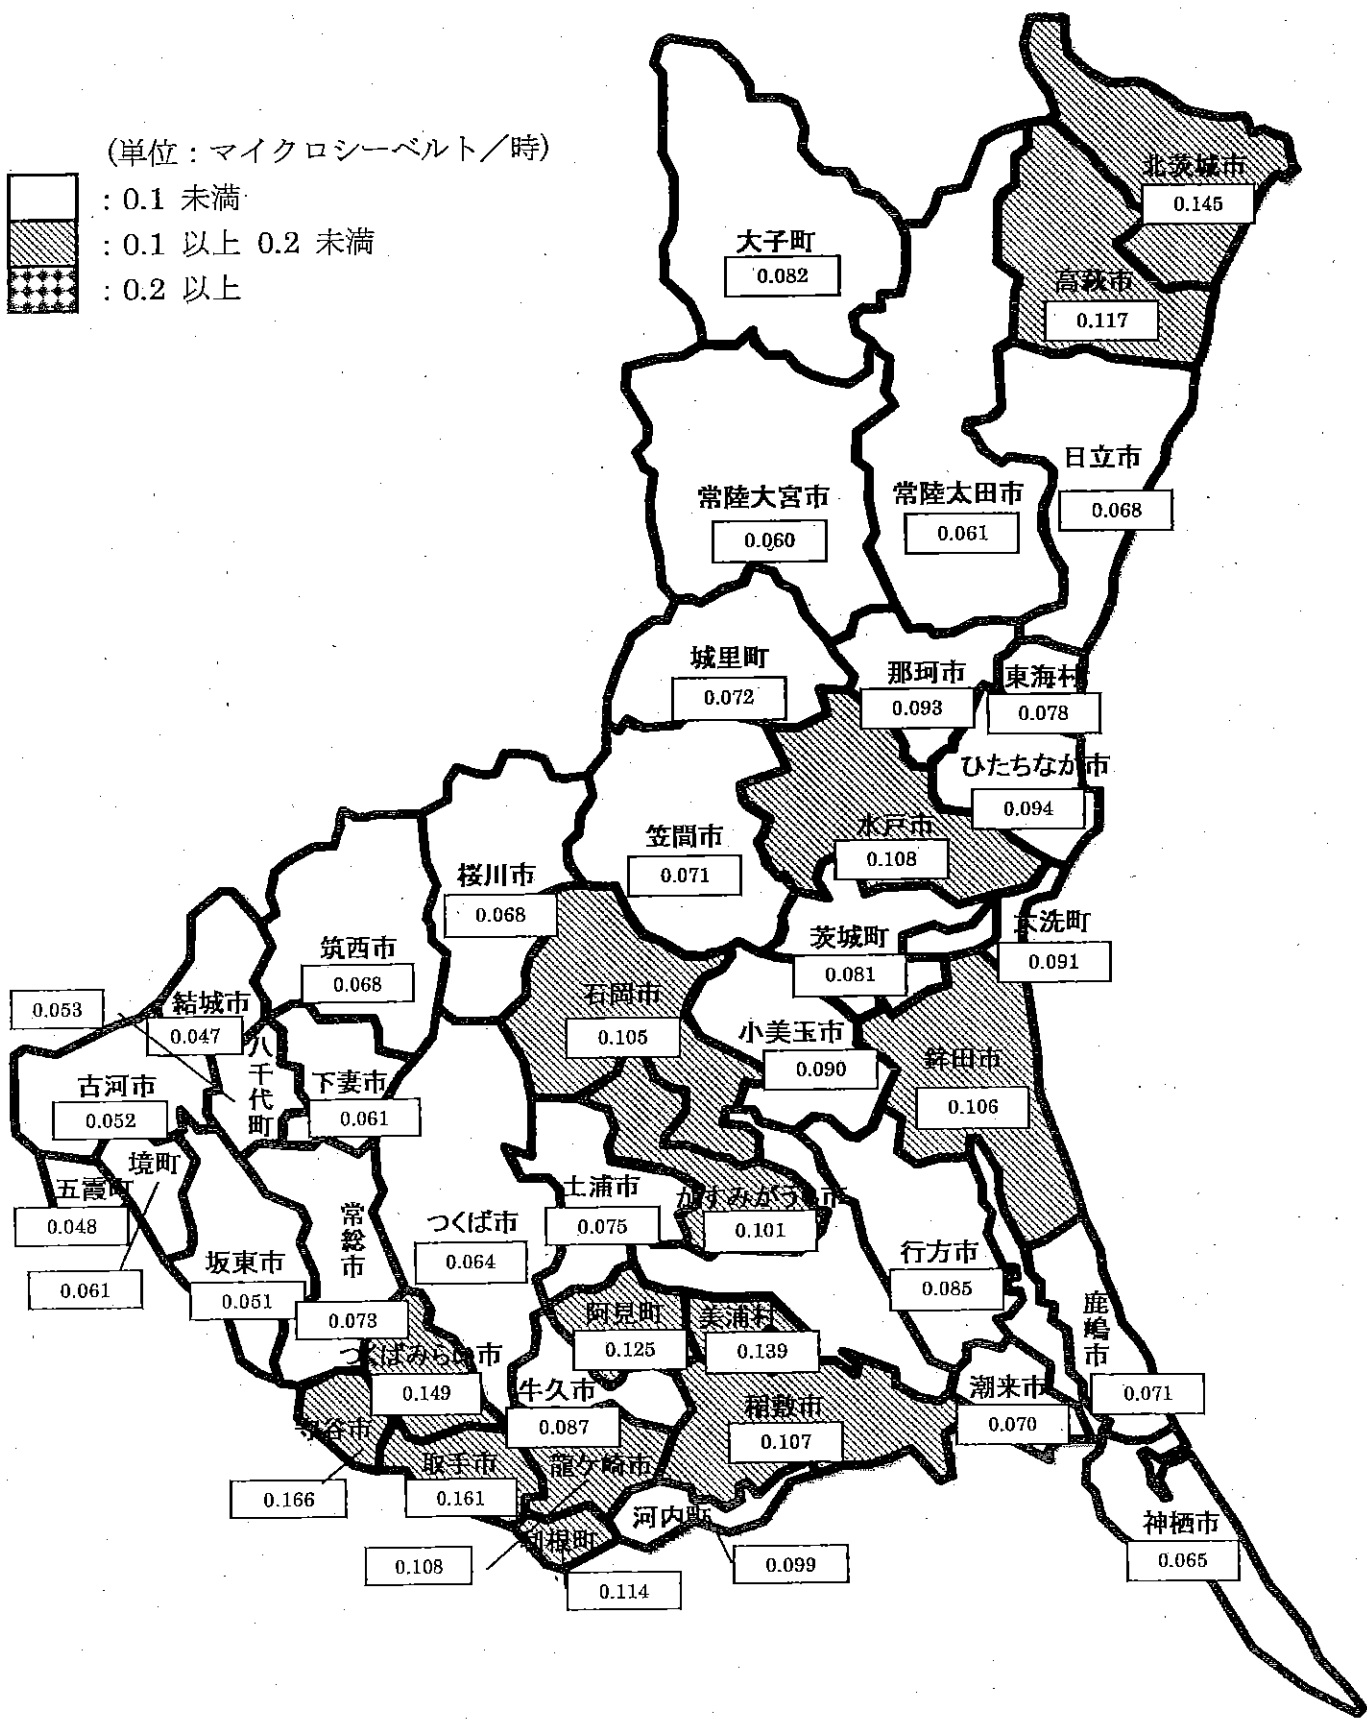 (単位：マイクロシーベルト／時)
：0.1 未満
：0.1 以上 0.2 未満
：0.2 以上
北茨城市
0.145
大子町
0.082
高萩市
0.117
日立市
0.068
常陸大宮市
0.060
常陸太田市
0.061
城里町
0.072
那珂市
0.093
東海村
0.078
ひたちなか市
0.094
水戸市
0.108
笠間市
0.071
桜川市
0.068
茨城町
0.081
大洗町
0.091
筑西市
0.068
石岡市
0.105
結城市
0.047
0.053
八千代町
小美玉市
0.090
鉾田市
0.106
古河市
0.052
下妻市
0.061
境町
五霞町
0.048
0.061
坂東市
0.051
常総市
0.073
つくば市
0.064
土浦市
0.075
かすみがうら市
0.101
行方市
0.085
鹿嶋市
0.071
阿見町
0.125
美浦村
0.139
つくばみらい市
0.149
牛久市
0.087
稲敷市
0.107
潮来市
0.070
守谷市
0.166
取手市
0.161
龍ケ崎市
0.108
利根町
0.114
河内町
0.099
神栖市
0.065